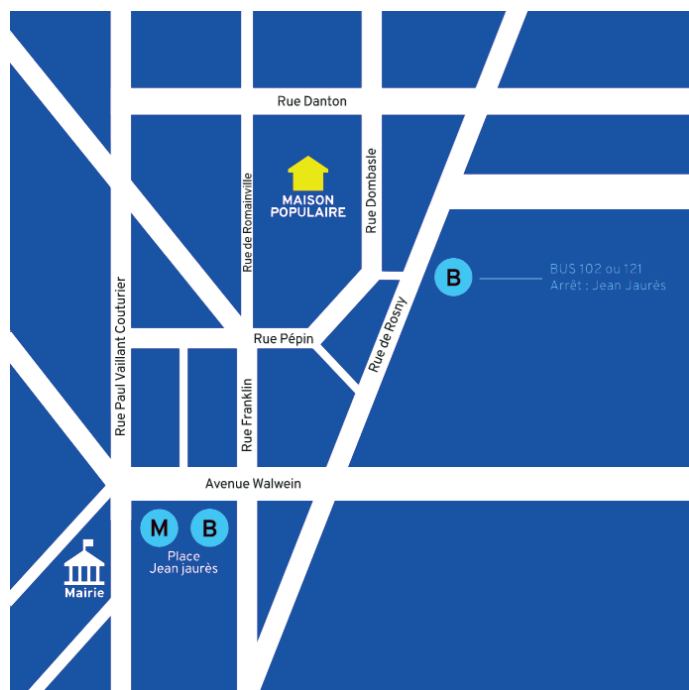 Rue Danton
Rue de Romainville
MAISON
POPULAIRE
Rue Dombasle
B
BUS 102 ou 121
Arrêt : Jean Jaurès
Rue Paul Vaillant Couturier
Rue Pépin
Rue de Rosny
Rue Franklin
Avenue Walwein
M B
Place
Jean jaurès
Mairie